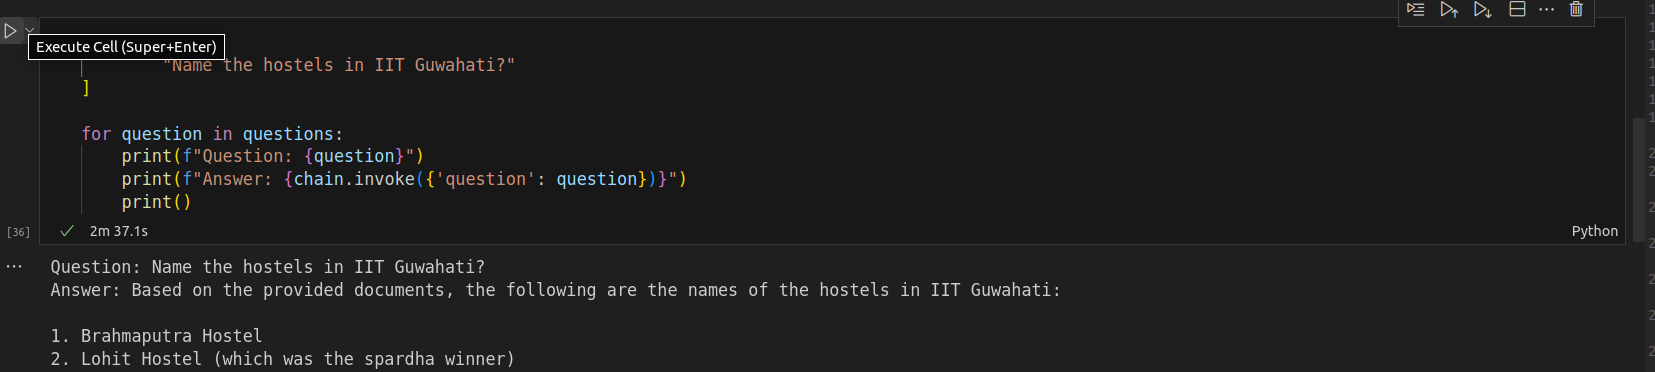 Execute Cell (Super+Enter)
"Name the hostels in IIT Guwahati?"
]
for question in questions:
print(f"Question: {question}")
print(f"Answer: {chain.invoke({'question': question})}")
print()
[36] 2m 37.1s Python
Question: Name the hostels in IIT Guwahati?
Answer: Based on the provided documents, the following are the names of the hostels in IIT Guwahati:
1. Brahmaputra Hostel
2. Lohit Hostel (which was the spardha winner)